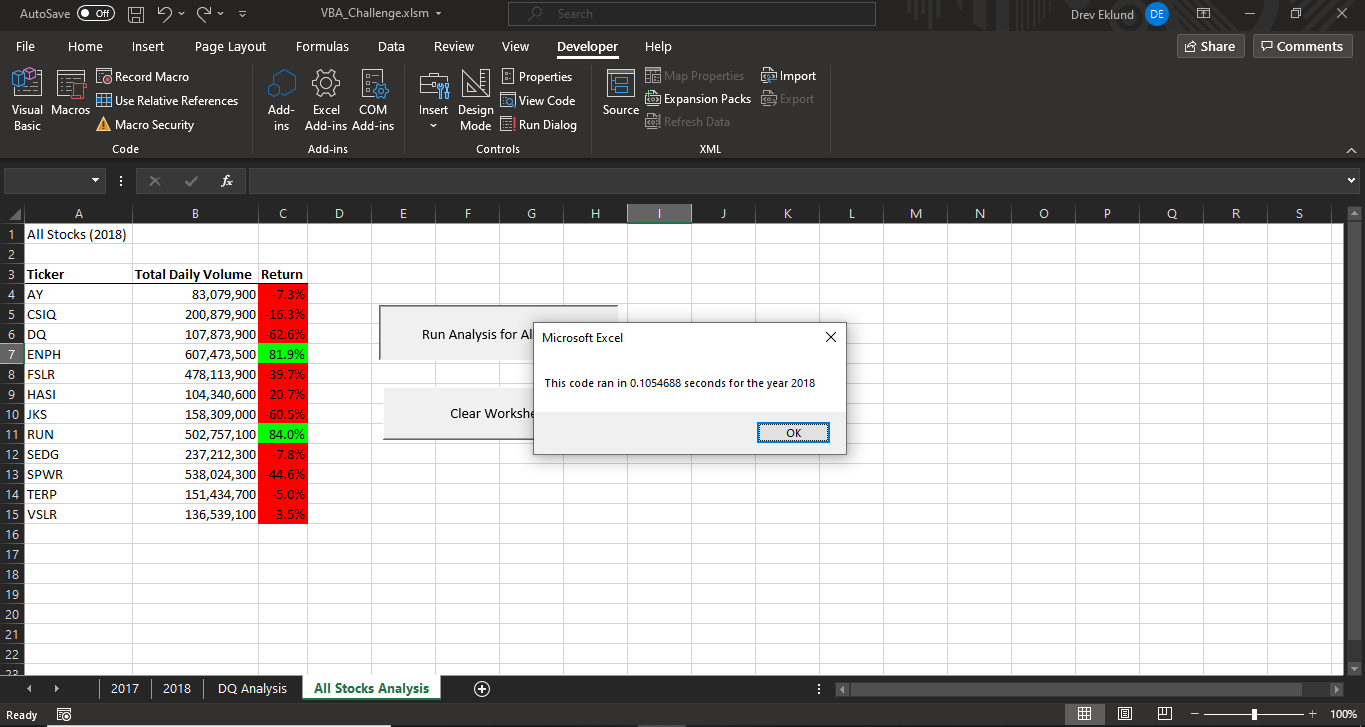 AutoSave Off VBA_Challenge.xlsm Search Drev Eklund DE
File Home Insert Page Layout Formulas Data Review View Developer Help Share Comments
Visual Basic Macros Record Macro Use Relative References Macro Security
Add-ins Excel Add-ins COM Add-ins
Insert Design Mode Properties View Code Run Dialog
Source Map Properties Expansion Packs Refresh Data Import Export
Code Add-ins Controls XML
fx
A B C D E F G H I J K L M N O P Q R S
1 All Stocks (2018)
2
3 Ticker Total Daily Volume Return
4 AY 83,079,900 -7.3%
5 CSIQ 200,879,900 -16.3%
6 DQ 107,873,900 -62.6%
7 ENPH 607,473,500 81.9%
8 FSLR 478,113,900 -39.7%
9 HASI 104,340,600 -20.7%
10 JKS 158,309,000 -60.5%
11 RUN 502,757,100 84.0%
12 SEDG 237,212,300 -7.8%
13 SPWR 538,024,300 -44.6%
14 TERP 151,434,700 -5.0%
15 VSLR 136,539,100 -3.5%
16
17
18
19
20
21
22
23
Run Analysis for Al
Clear Workshe
Microsoft Excel
This code ran in 0.1054688 seconds for the year 2018
OK
2017 2018 DQ Analysis All Stocks Analysis
Ready 100%